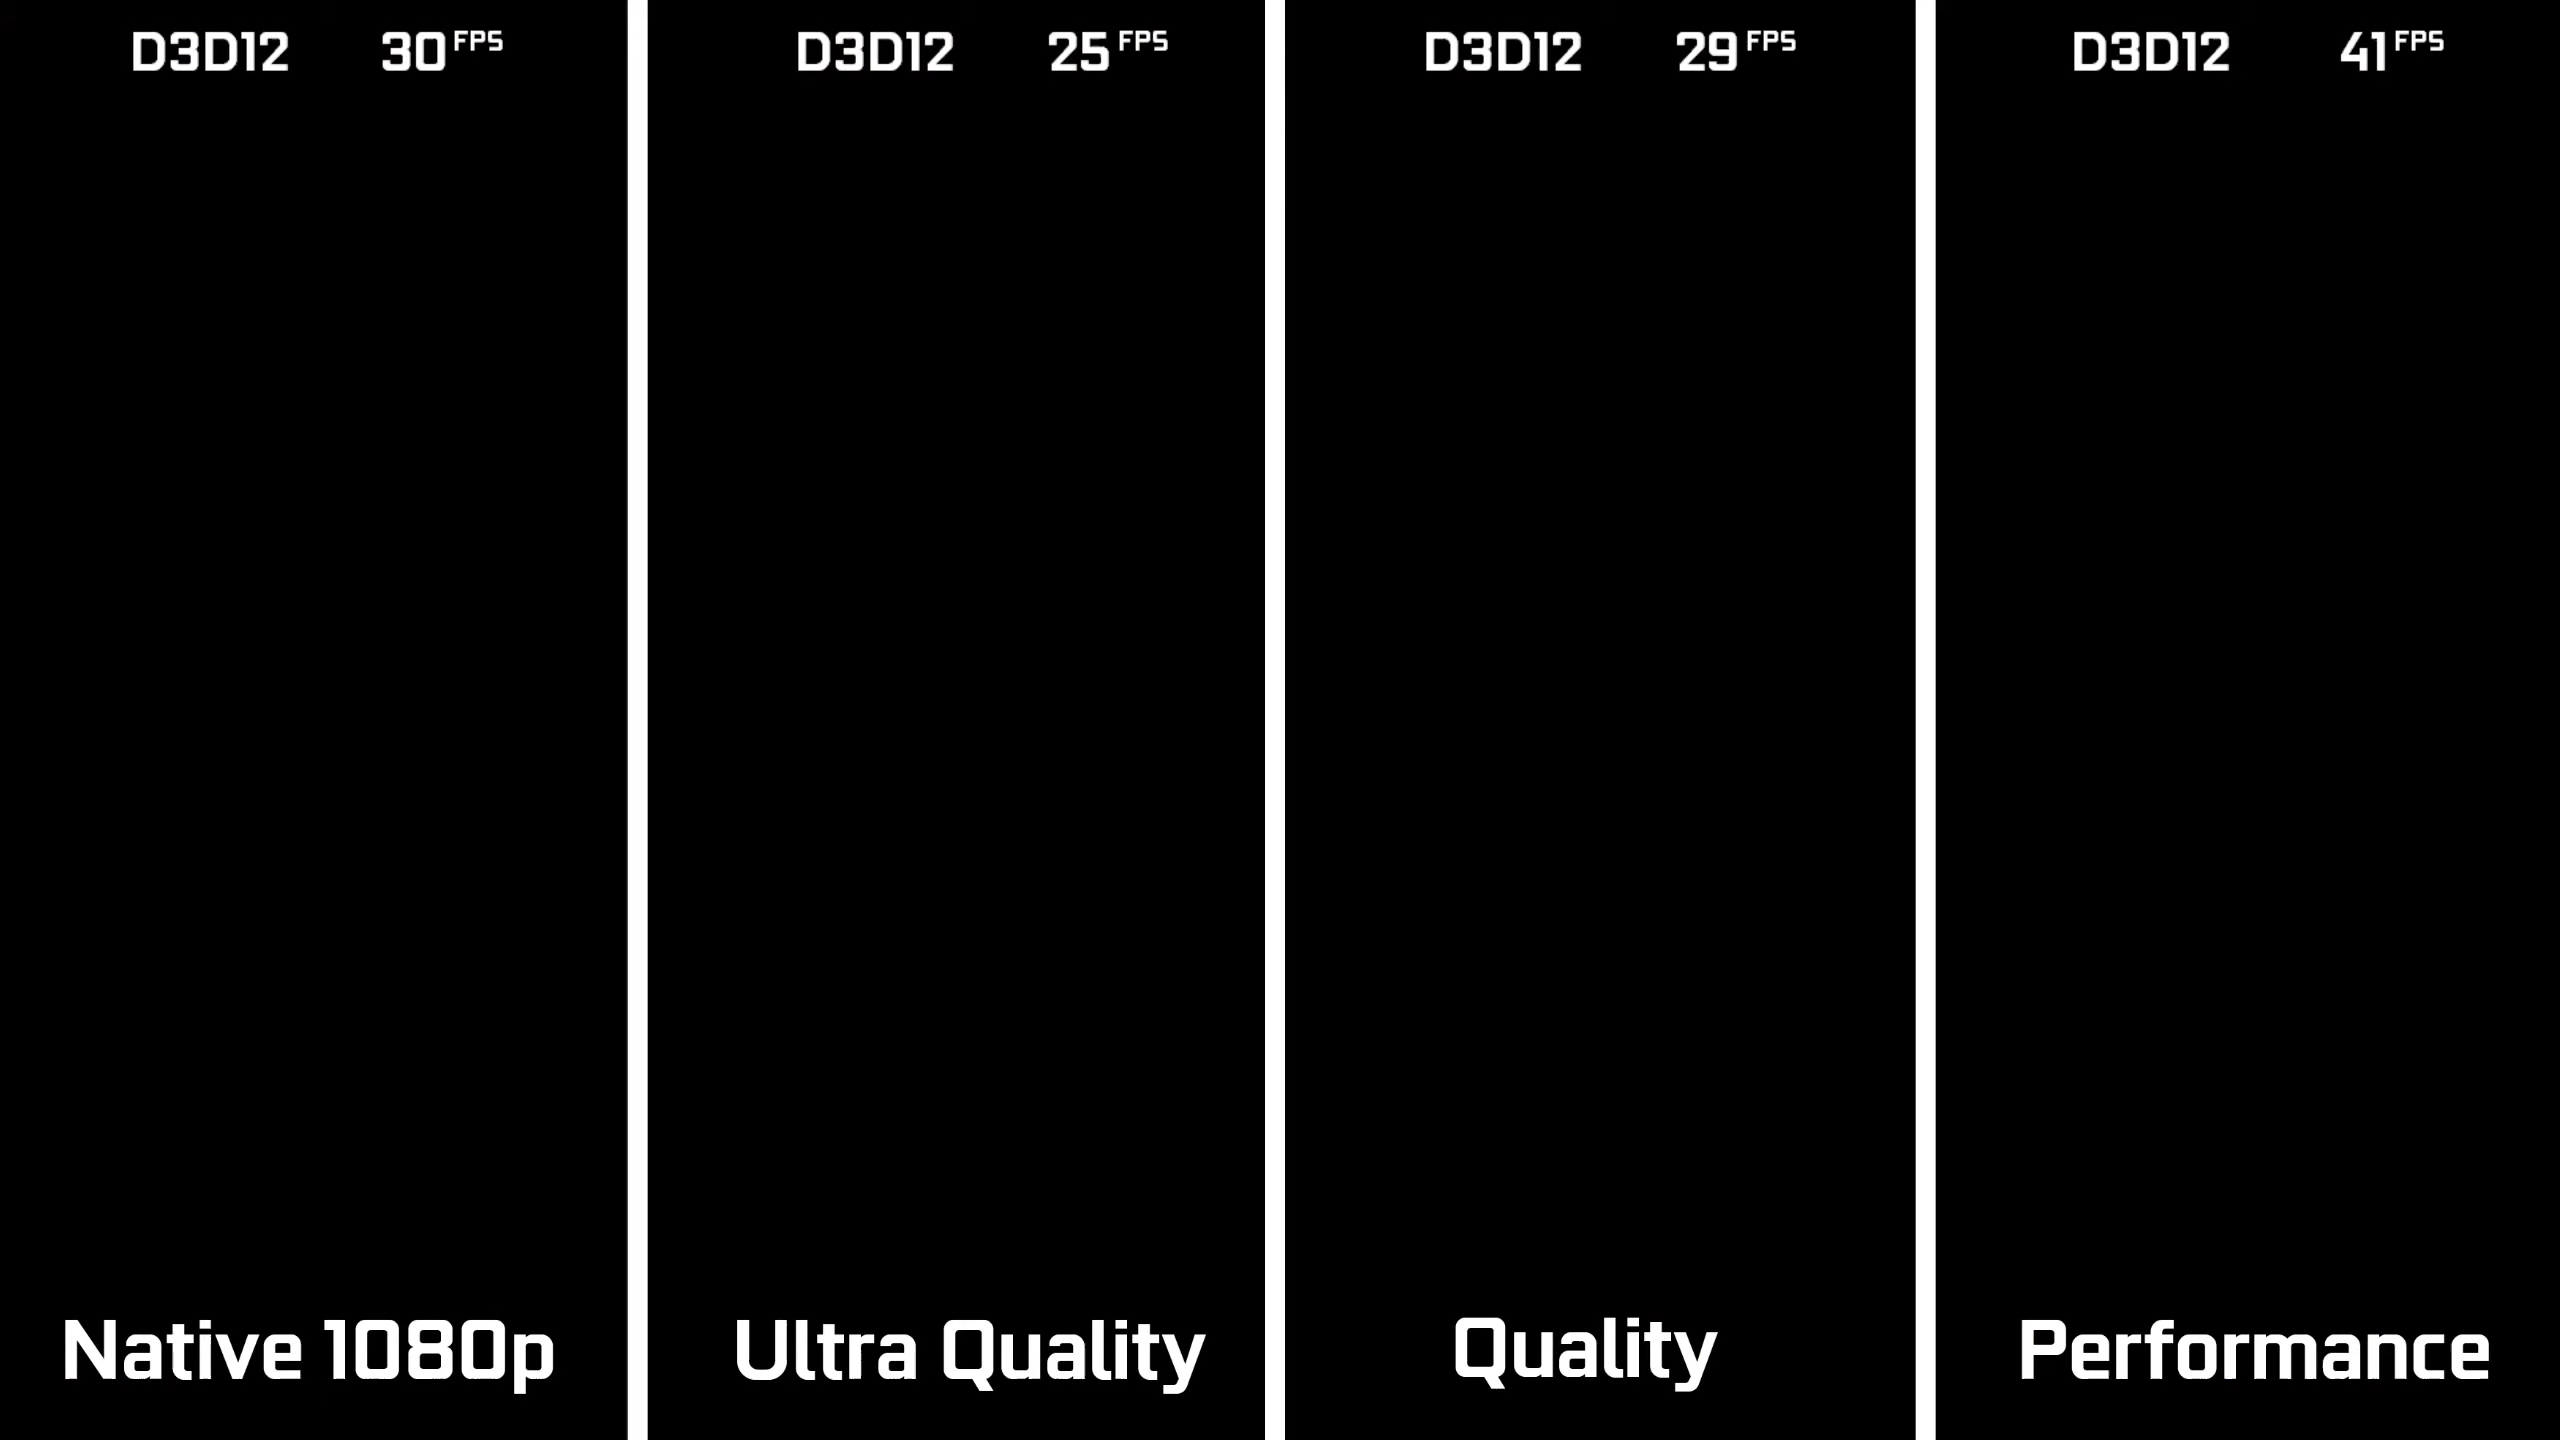 D3D12 30 FPS
D3D12 25 FPS
D3D12 29 FPS
D3D12 41 FPS
Native 1080p
Ultra Quality
Quality
Performance